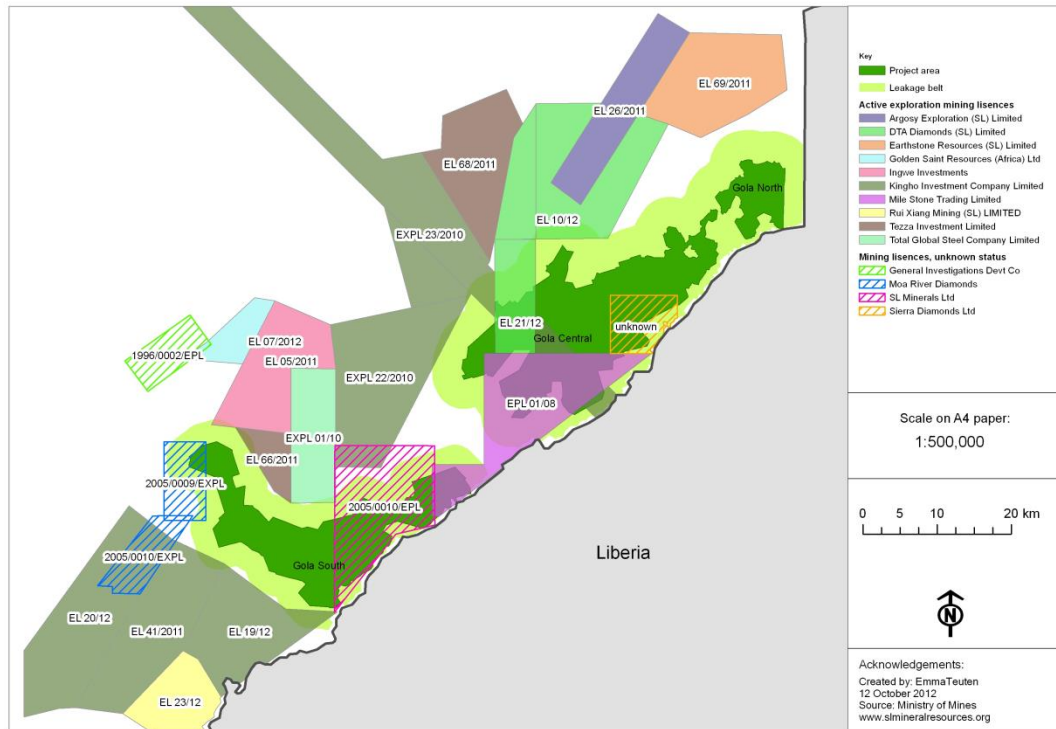 EL 69/2011
EL 26/2011
EL 68/2011
Gola North
EL 10/12
EXPL 23/2010
EL 21/12
unknown
Gola Central
EL 07/2012
1996/0002/EPL
EL 05/2011
EXPL 22/2010
EPL 01/08
EXPL 01/10
EL 66/2011
2005/0009/EXPL
2005/0010/EPL
2005/0010/EXPL
Gola South
Liberia
EL 20/12
EL 41/2011
EL 19/12
EL 23/12
Key
Project area
Leakage belt
Active exploration mining lisences
Argosy Exploration (SL) Limited
DTA Diamonds (SL) Limited
Earthstone Resources (SL) Limited
Golden Saint Resources (Africa) Ltd
Ingwe Investments
Kingho Investment Company Limited
Mile Stone Trading Limited
Rui Xiang Mining (SL) LIMITED
Tezza Investment Limited
Total Global Steel Company Limited
Mining lisences, unknown status
General Investigations Devt Co
Moa River Diamonds
SL Minerals Ltd
Sierra Diamonds Ltd
Scale on A4 paper:
1:500,000
0 5 10 20 km
N
Acknowledgements:
Created by: EmmaTeuten
12 October 2012
Source: Ministry of Mines
www.slmineralresources.org